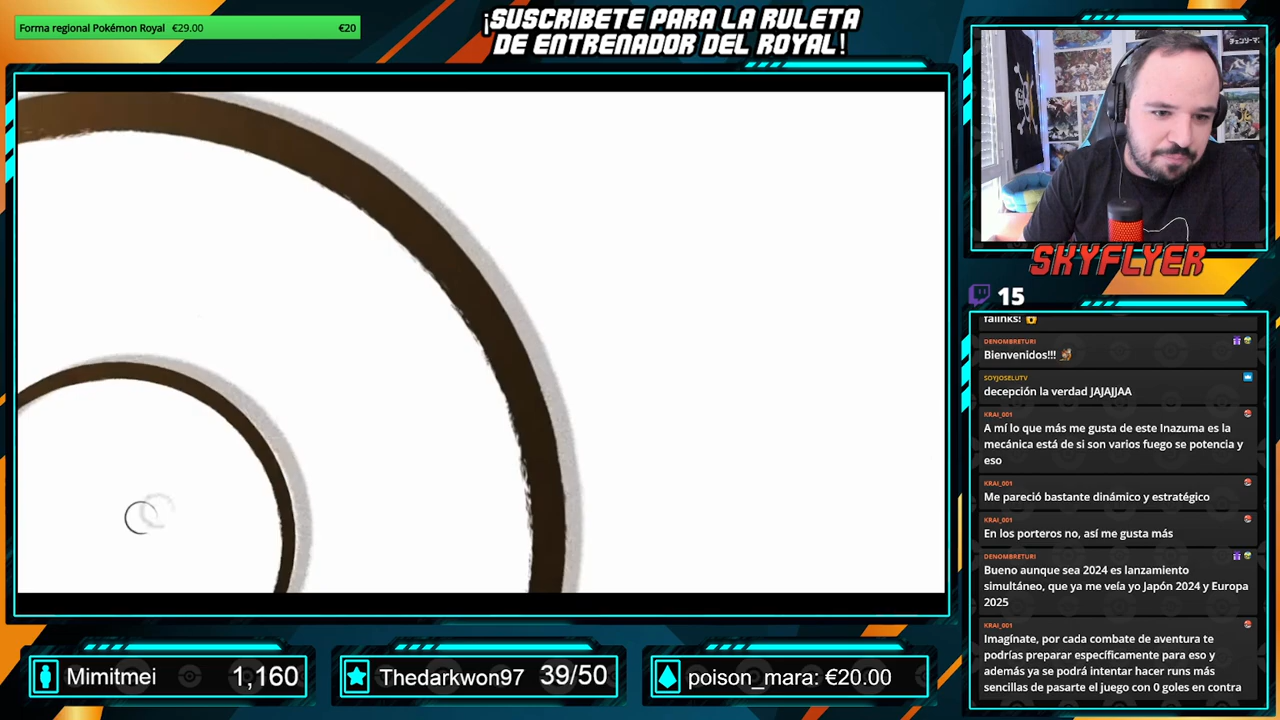 Forma regional Pokémon Royal €29.00 €20
¡SUSCRIBETE PARA LA RULETA
DE ENTRENADOR DEL ROYAL!
SKYFLYER
15
falinks!
DENOMBRETURI
Bienvenidos!!!
SOYJOSELUTV
decepción la verdad JAJAJJAA
KRAI_001
A mí lo que más me gusta de este Inazuma es la
mecánica está de si son varios fuego se potencia y
eso
KRAI_001
Me pareció bastante dinámico y estratégico
KRAI_001
En los porteros no, así me gusta más
DENOMBRETURI
Bueno aunque sea 2024 es lanzamiento
simultáneo, que ya me veía yo Japón 2024 y Europa
2025
KRAI_001
Imagínate, por cada combate de aventura te
podrías preparar específicamente para eso y
además ya se podrá intentar hacer runs más
sencillas de pasarte el juego con 0 goles en contra
Mimitmei 1,160
Thedarkwon97 39/50
poison_mara: €20.00